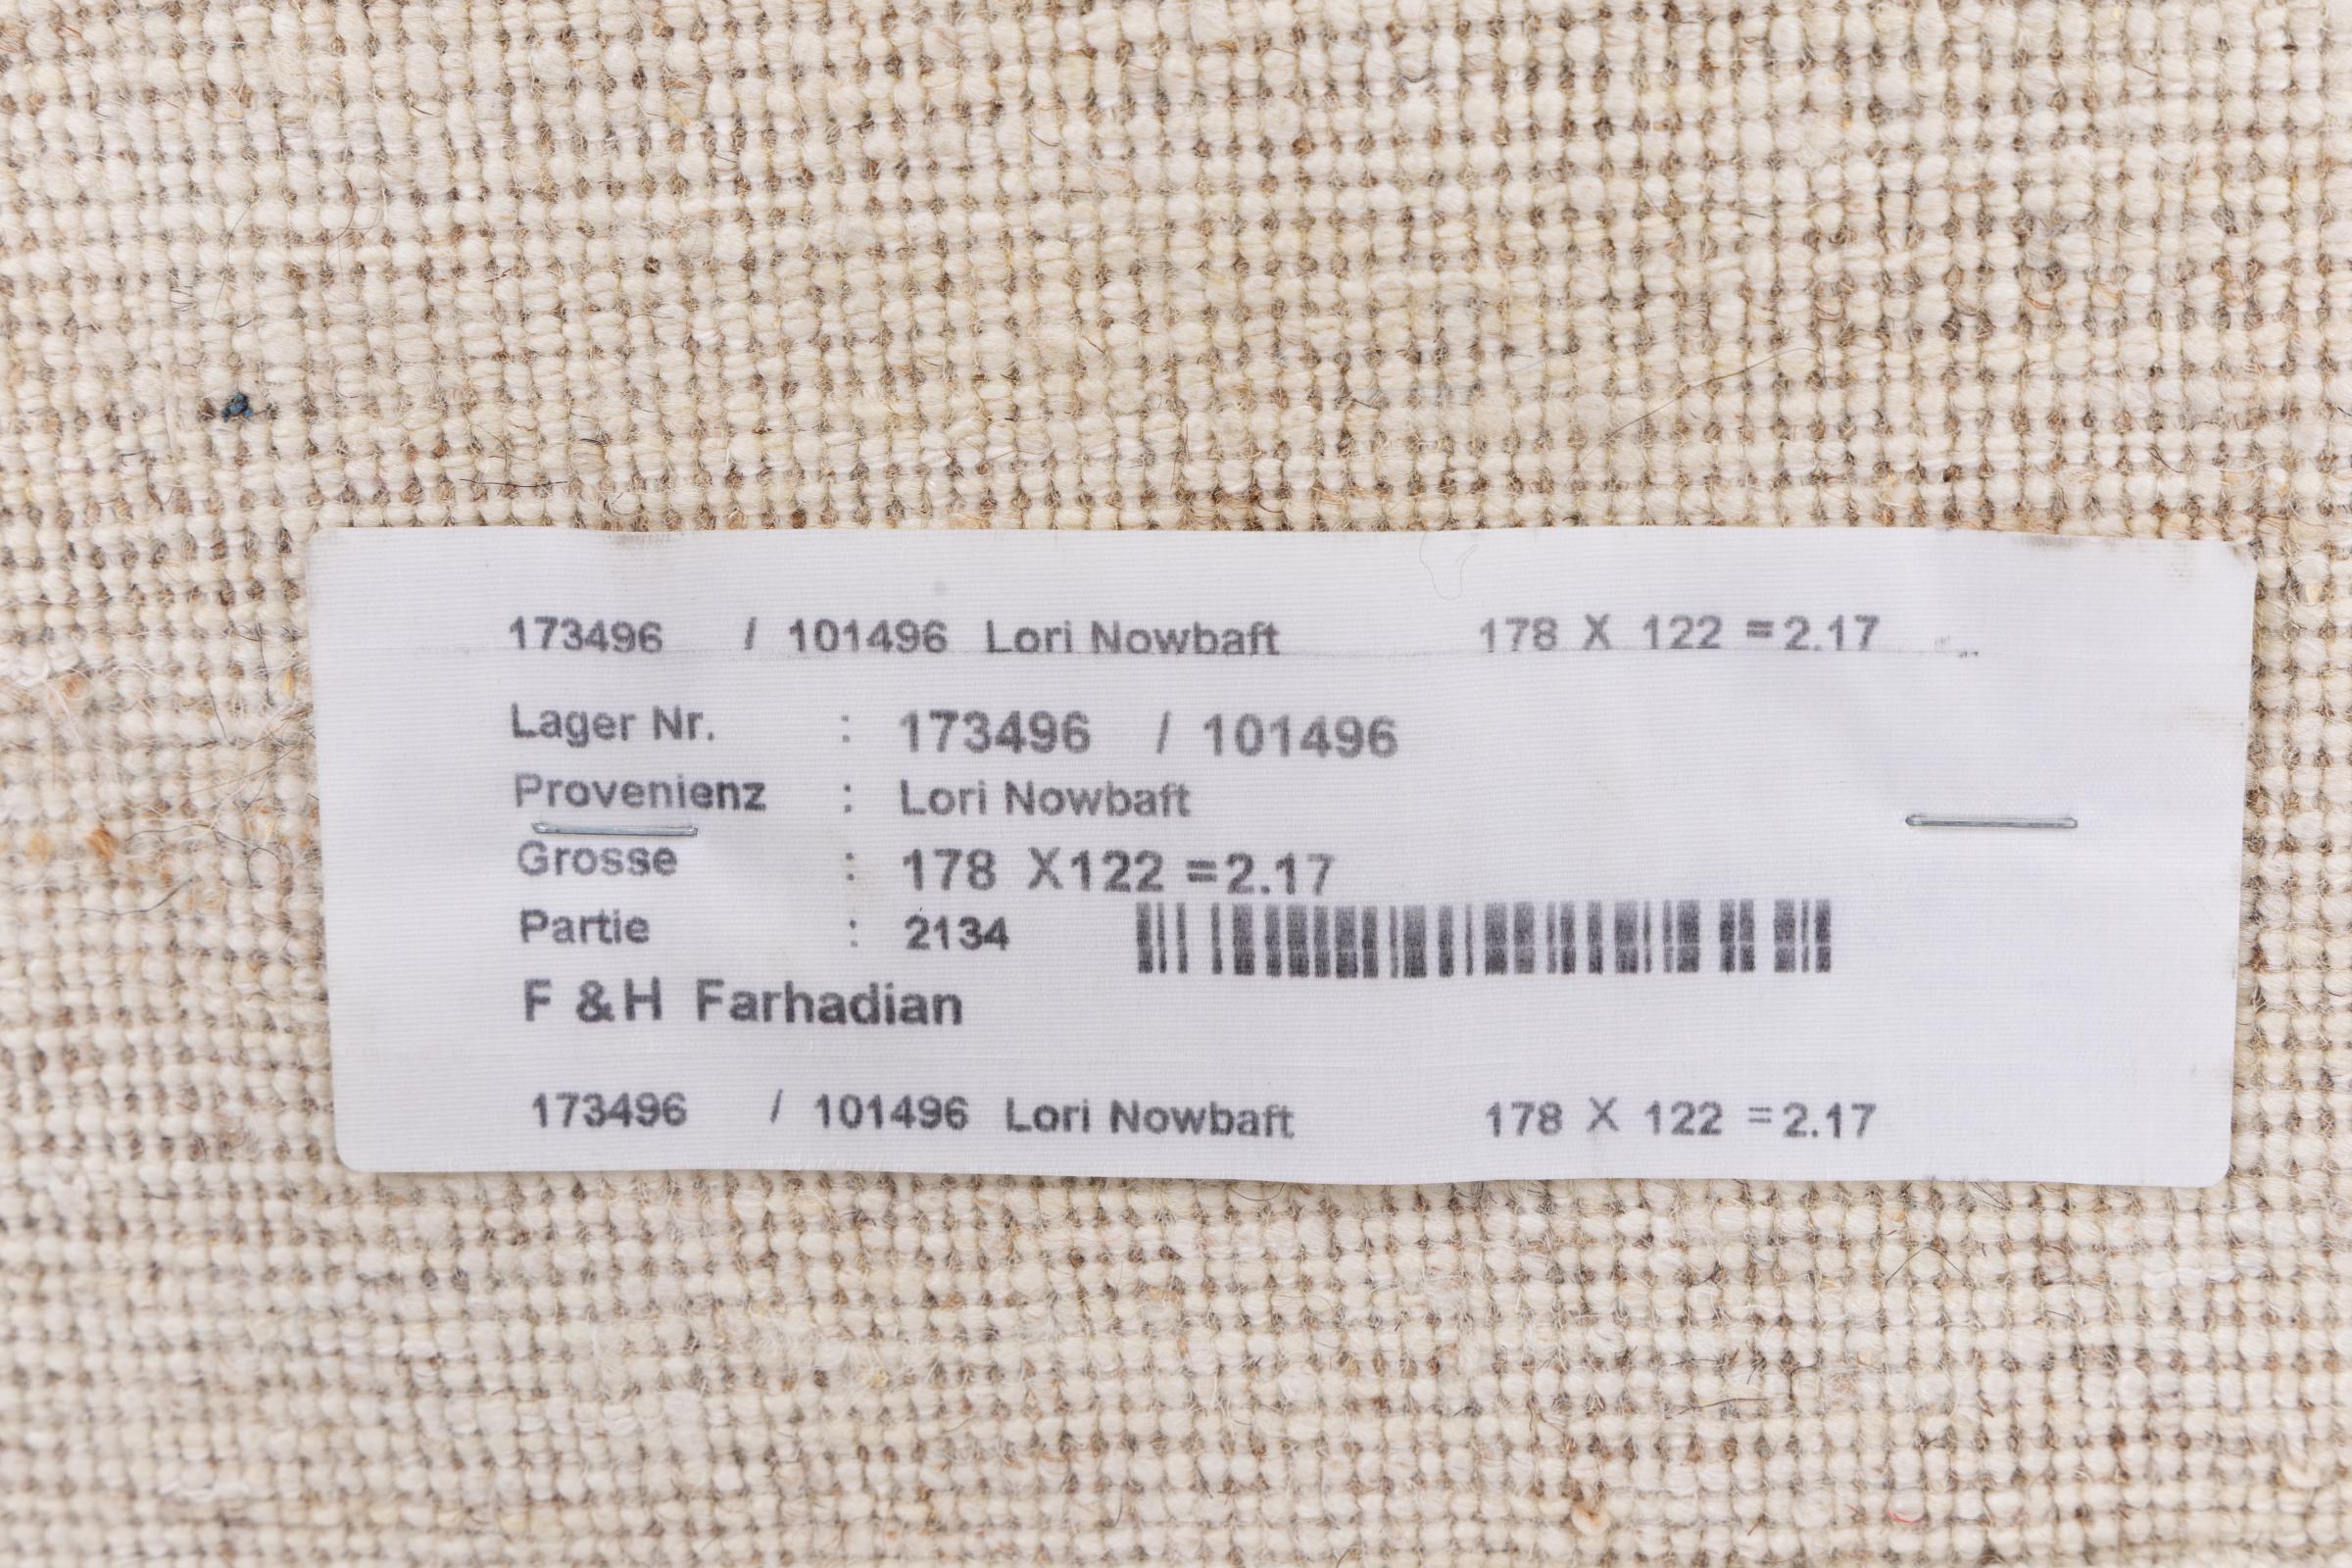 173496 / 101496 Lori Nowbaft 178 X 122 =2.17
Lager Nr. : 173496 / 101496
Provenienz : Lori Nowbaft
Grosse : 178 X122 =2.17
Partie : 2134
F &H Farhadian
173496 / 101496 Lori Nowbaft 178 X 122 =2.17